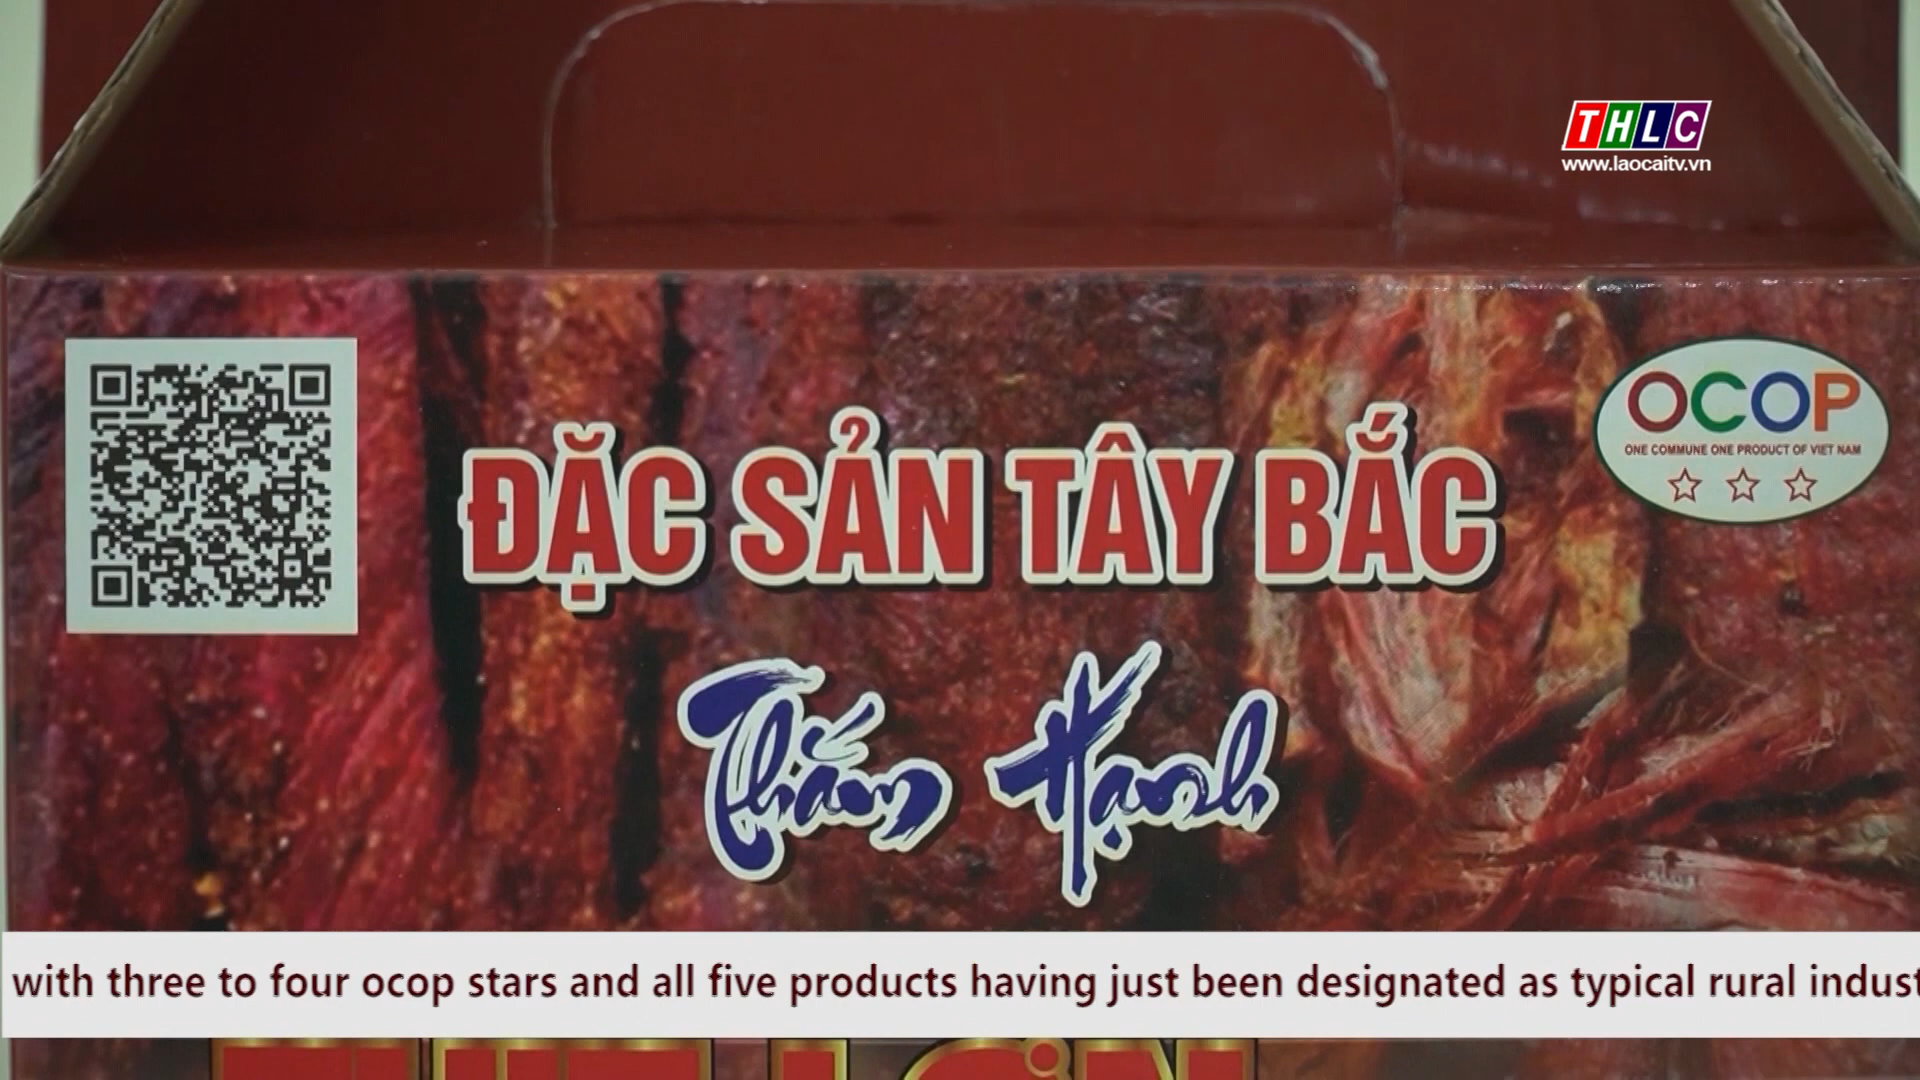 THLC
www.laocaitv.vn
OCOP
ONE COMMUNE ONE PRODUCT OF VIET NAM
ĐẶC SẢN TÂY BẮC
Thắm Hạnh
with three to four ocop stars and all five products having just been designated as typical rural indust